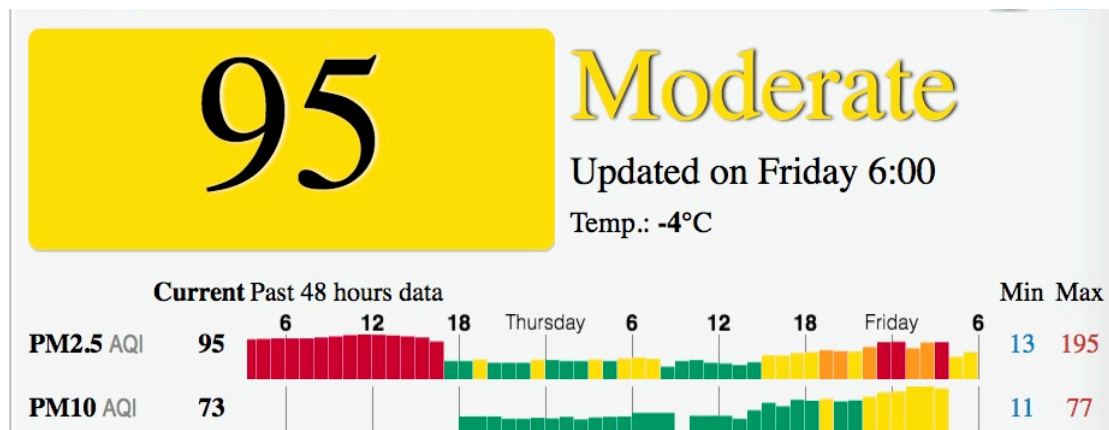 95 Moderate
Updated on Friday 6:00
Temp.: -4°C
Current Past 48 hours data Min Max
6 12 18 Thursday 6 12 18 Friday 6
PM2.5 AQI 95 13 195
PM10 AQI 73 11 77